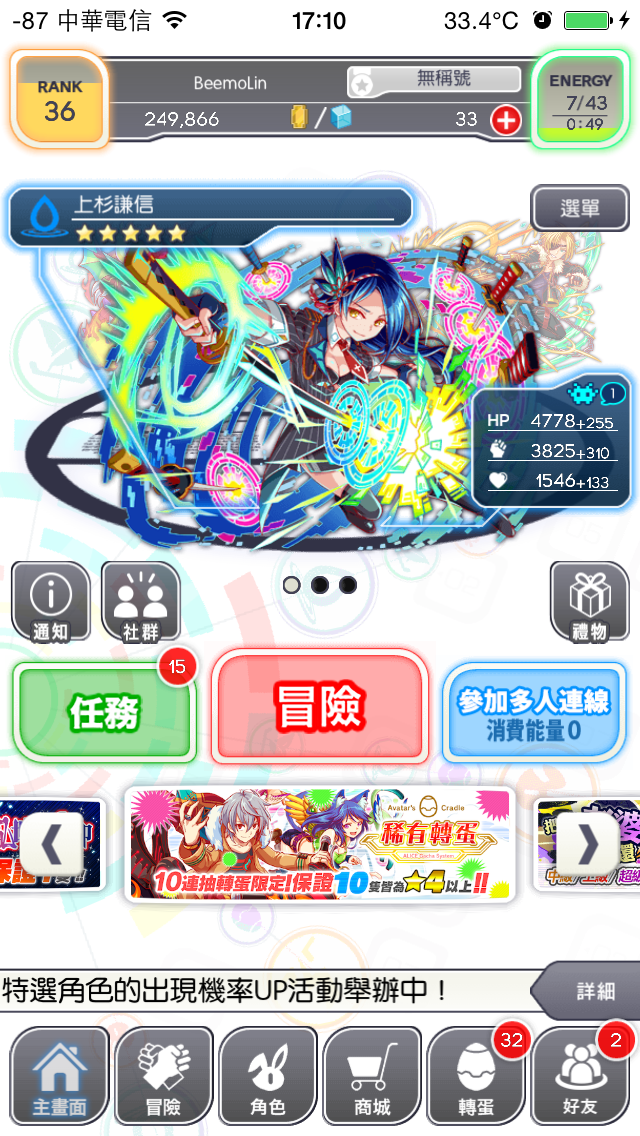 -87 中華電信 17:10 33.4°C
RANK
36
BeemoLin
無稱號
249,866 / 33
ENERGY
7/43
0:49
上杉謙信
選單
1
HP 4778+255
3825+310
1546+133
通知
社群
禮物
15
任務
冒險
參加多人連線
消費能量0
Avatar's Cradle
稀有轉蛋
ALICE Gacha System
10連抽轉蛋限定!保證10隻皆為★4以上!!
特選角色的出現機率UP活動舉辦中！
詳細
主畫面
冒險
角色
商城
32
轉蛋
2
好友